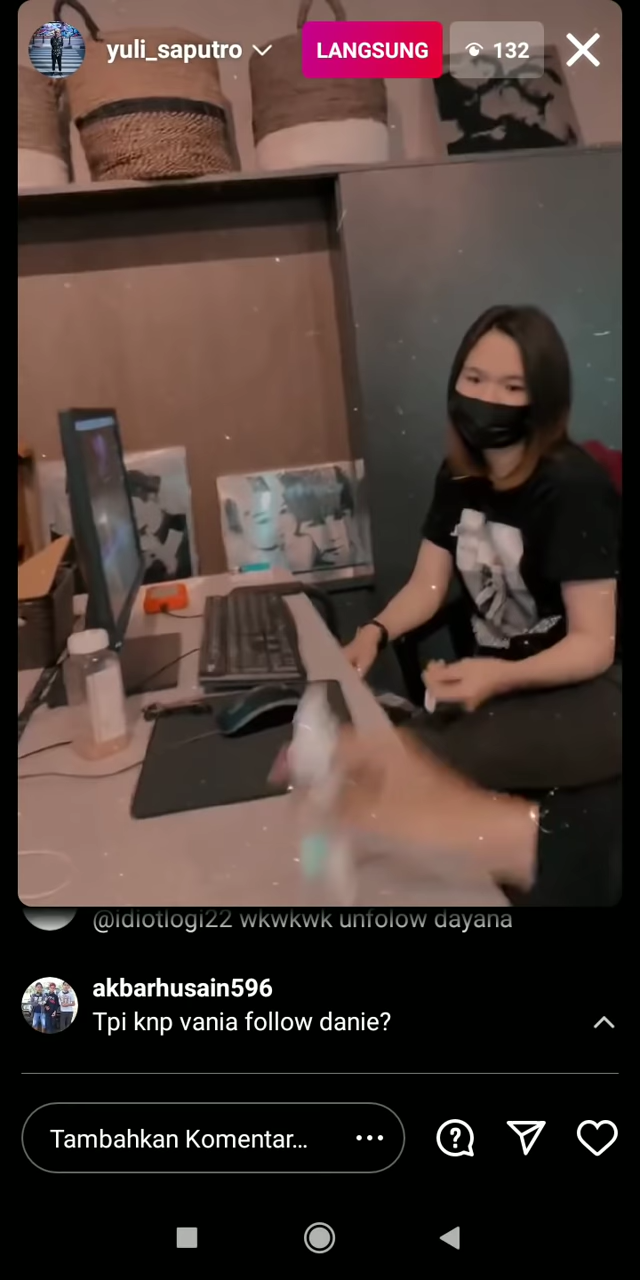 yuli_saputro
LANGSUNG
132
@idiotlogi22 wkwkwk unfolow dayana
akbarhusain596
Tpi knp vania follow danie?
Tambahkan Komentar...